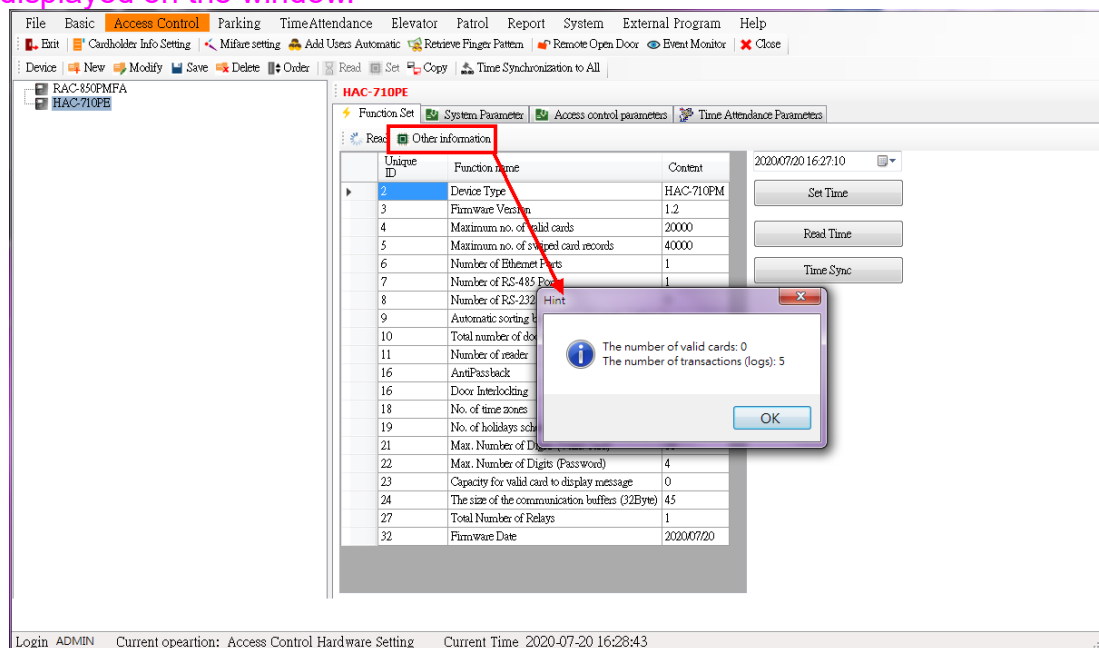 displayed on the window.
File Basic Access Control Parking TimeAttendance Elevator Patrol Report System External Program Help
Exit Cardholder Info Setting Mifare setting Add Users Automatic Retrieve Finger Pattern Remote Open Door Event Monitor Close
Device New Modify Save Delete Order Read Set Copy Time Synchronization to All
RAC-850PMFA
HAC-710PE
HAC-710PE
Function Set System Parameter Access control parameters Time Attendance Parameters
Read Other information
Unique ID Function name Content
2 Device Type HAC-710PM
3 Firmware Version 1.2
4 Maximum no. of valid cards 20000
5 Maximum no. of swiped card records 40000
6 Number of Ethernet Ports 1
7 Number of RS-485 Ports 1
8 Number of RS-232
9 Automatic sorting
10 Total number of
11 Number of reader
16 AntiPassback
16 Door Interlocking
18 No. of time zones
19 No. of holidays
21 Max. Number of
22 Max. Number of Digits (Password) 4
23 Capacity for valid card to display message 0
24 The size of the communication buffers (32Byte) 45
27 Total Number of Relays 1
32 Firmware Date 2020/07/20
2020/07/20 16:27:10
Set Time
Read Time
Time Sync
Hint
The number of valid cards: 0
The number of transactions (logs): 5
OK
Login ADMIN Current opeartion: Access Control Hardware Setting Current Time 2020-07-20 16:28:43